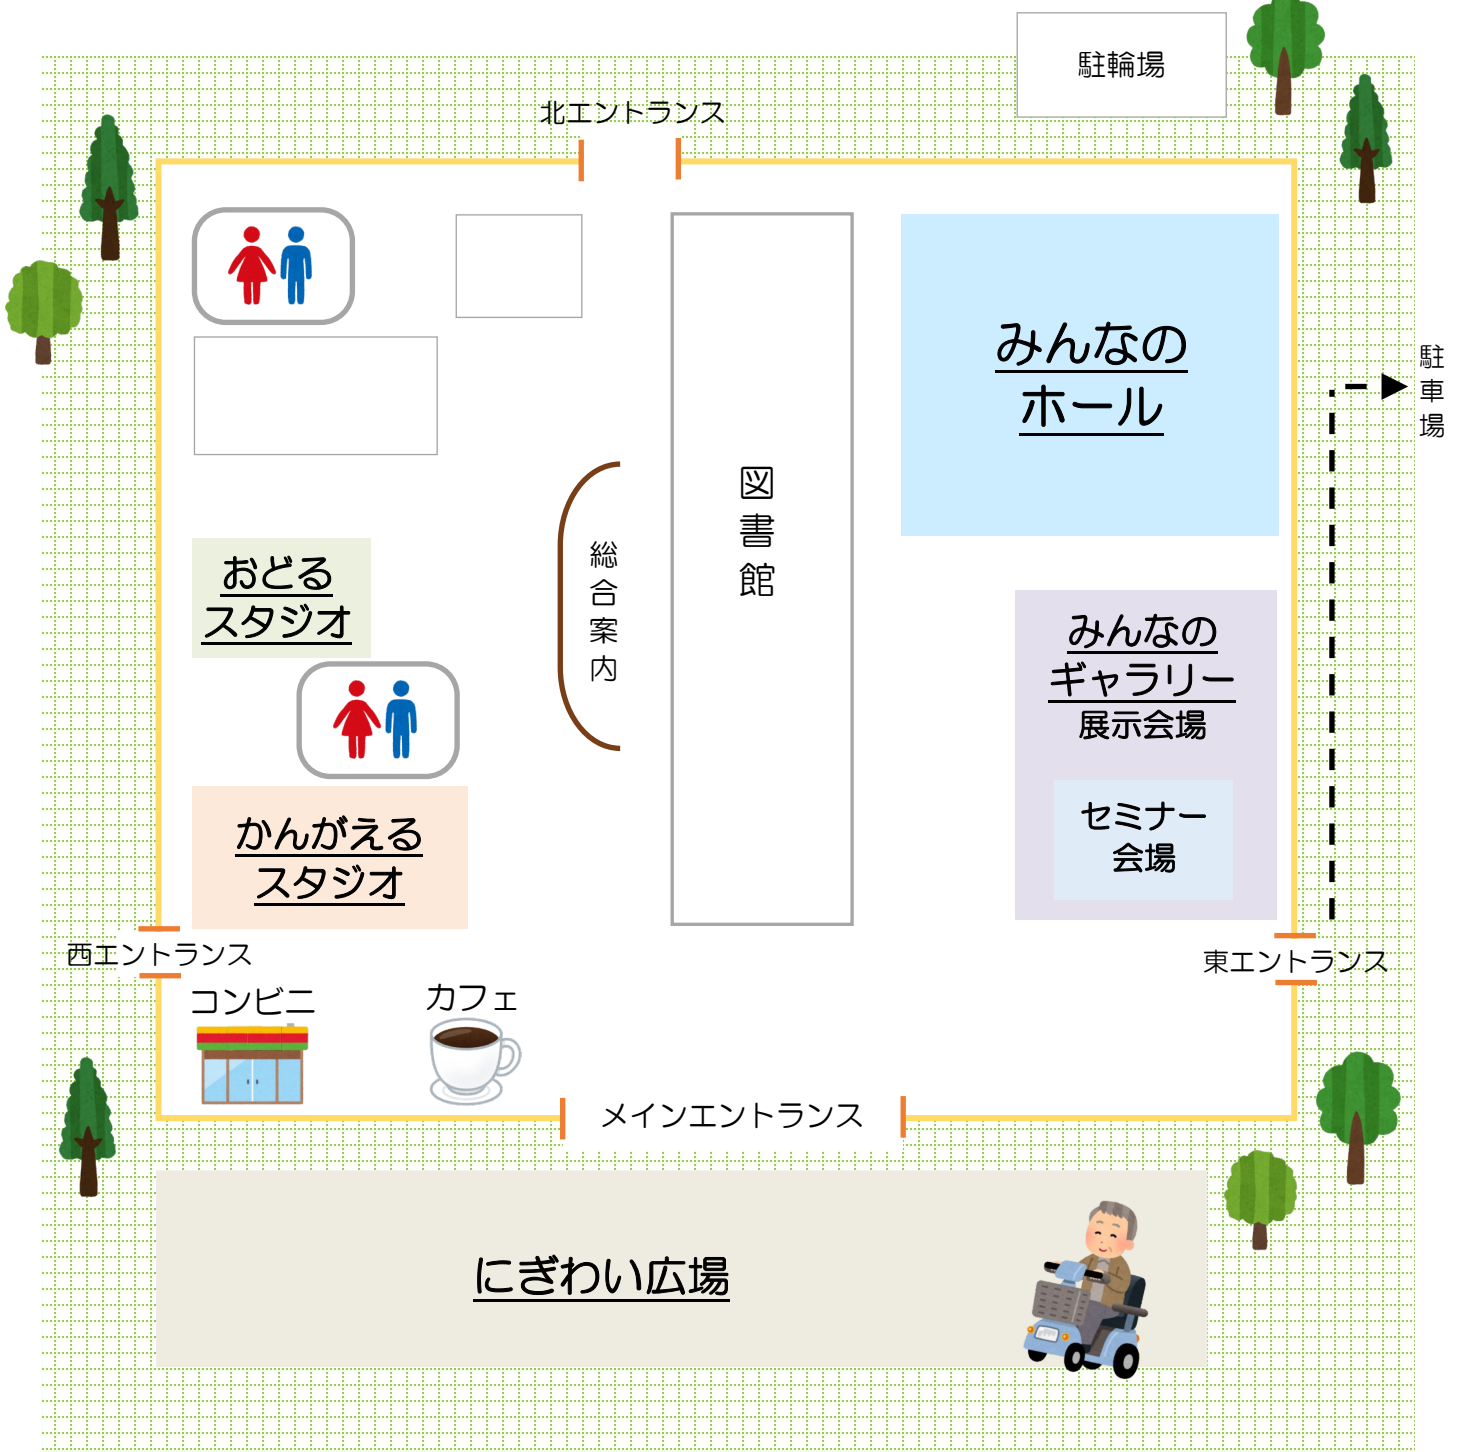 駐輪場
北エントランス
みんなの
ホール
駐車場
図書館
総合案内
おどる
スタジオ
みんなの
ギャラリー
展示会場
セミナー
会場
かんがえる
スタジオ
西エントランス
東エントランス
コンビニ
カフェ
メインエントランス
にぎわい広場